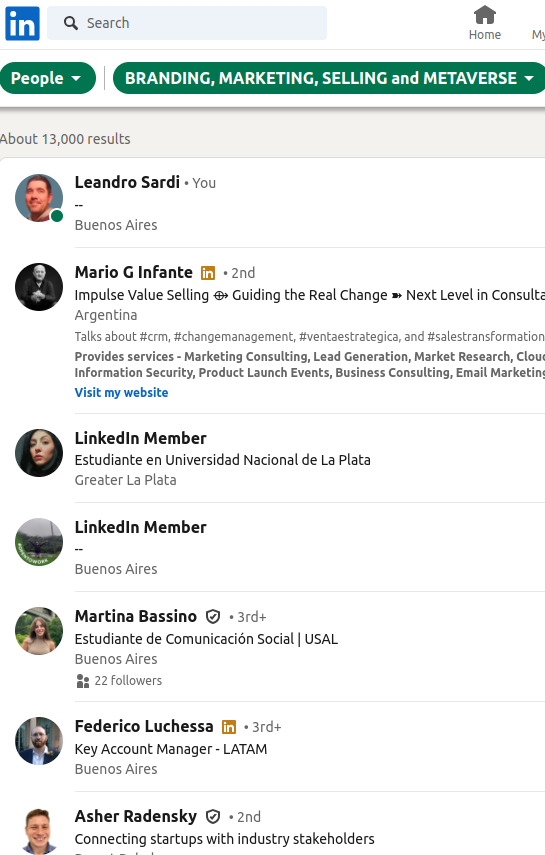 in Search
Home
My
People
BRANDING, MARKETING, SELLING and METAVERSE
About 13,000 results
Leandro Sardi • You
--
Buenos Aires
Mario G Infante in • 2nd
Impulse Value Selling ⟴ Guiding the Real Change ➽ Next Level in Consulta
Argentina
Talks about #crm, #changemanagement, #ventaestrategica, and #salestransformation
Provides services - Marketing Consulting, Lead Generation, Market Research, Cloud
Information Security, Product Launch Events, Business Consulting, Email Marketing
Visit my website
LinkedIn Member
Estudiante en Universidad Nacional de La Plata
Greater La Plata
LinkedIn Member
--
Buenos Aires
Martina Bassino • 3rd+
Estudiante de Comunicación Social | USAL
Buenos Aires
22 followers
Federico Luchessa in • 3rd+
Key Account Manager - LATAM
Buenos Aires
Asher Radensky • 2nd
Connecting startups with industry stakeholders